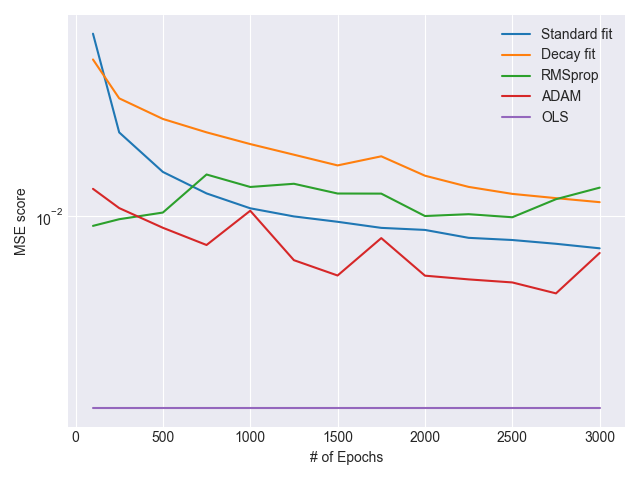 Standard fit
Decay fit
RMSprop
ADAM
OLS
MSE score
10⁻²
0 500 1000 1500 2000 2500 3000
# of Epochs